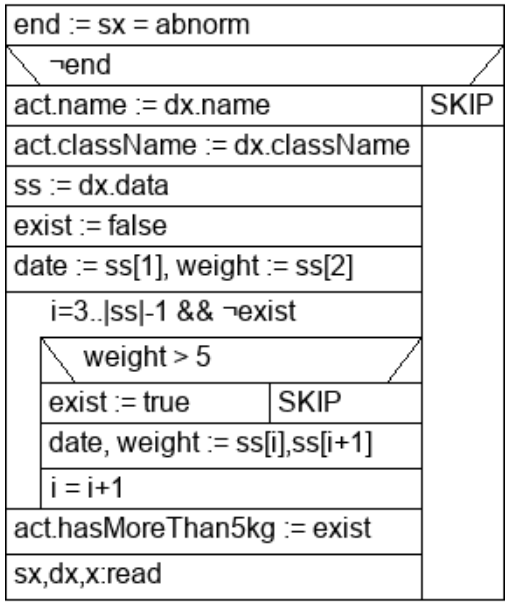 end := sx = abnorm
¬end
act.name := dx.name SKIP
act.className := dx.className
ss := dx.data
exist := false
date := ss[1], weight := ss[2]
i=3..|ss|-1 && ¬exist
weight > 5
exist := true SKIP
date, weight := ss[i],ss[i+1]
i = i+1
act.hasMoreThan5kg := exist
sx,dx,x:read